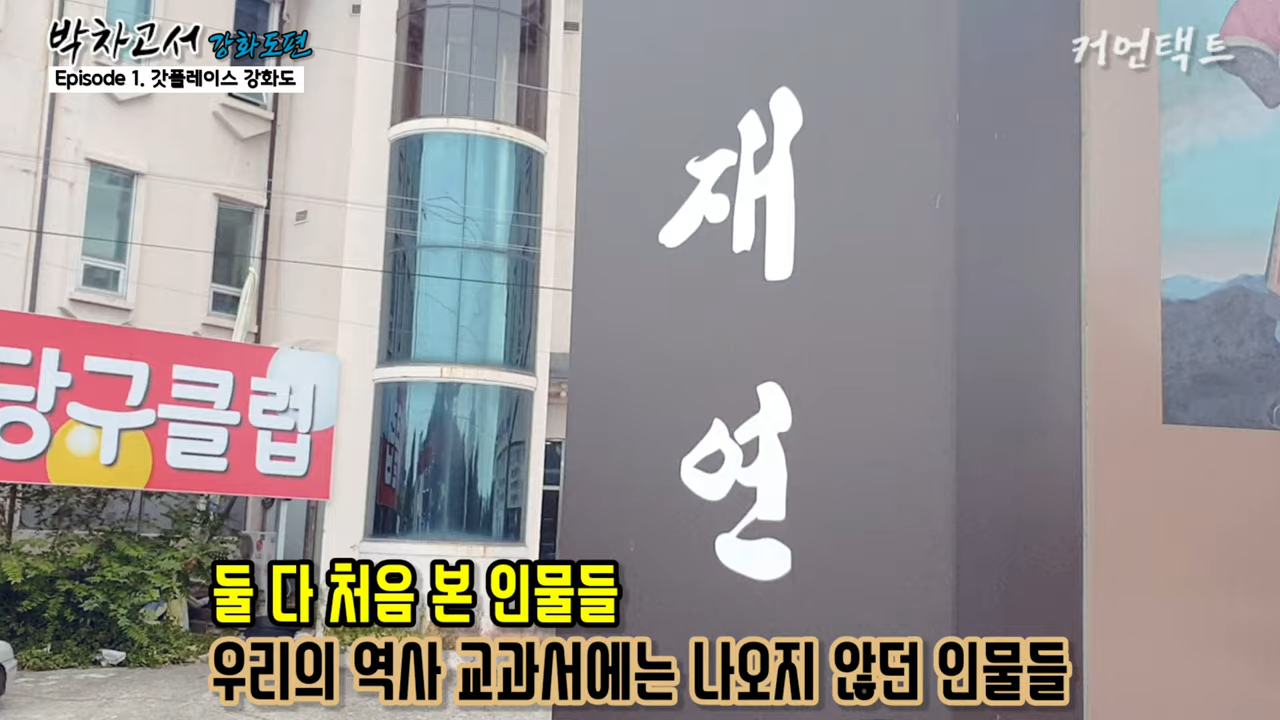 박차고서 강화도편
Episode 1. 갓플레이스 강화도
커언택트
재
연
당구클럽
둘 다 처음 본 인물들
우리의 역사 교과서에는 나오지 않던 인물들